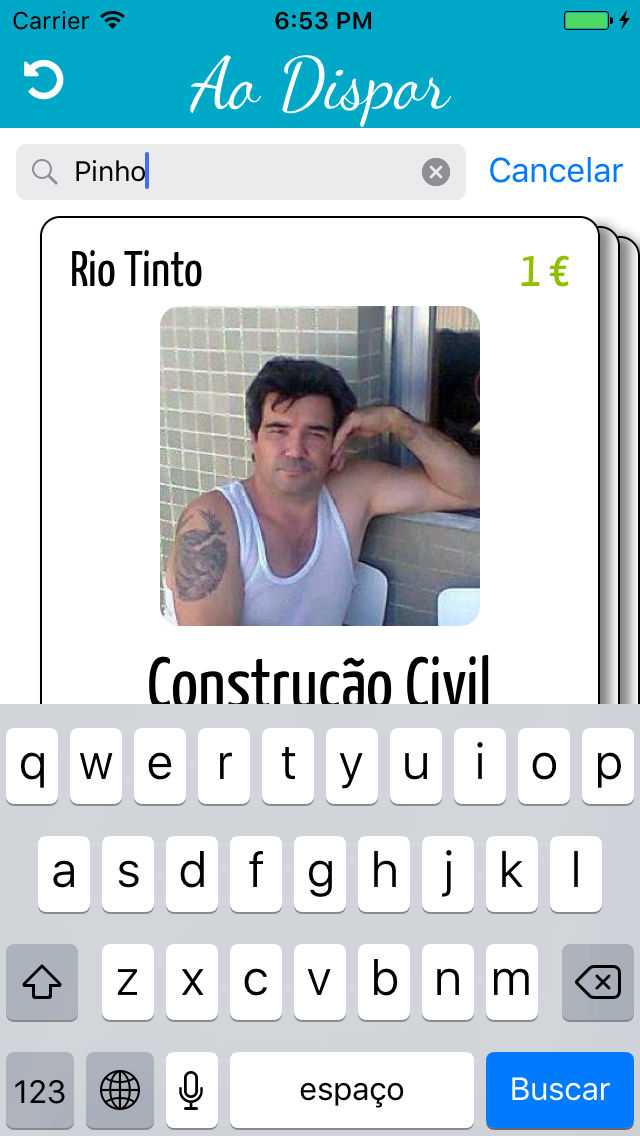 Carrier 6:53 PM
Ao Dispor
Pinho Cancelar
Rio Tinto 1 €
Construção Civil
q w e r t y u i o p
a s d f g h j k l
z x c v b n m
123 espaço Buscar